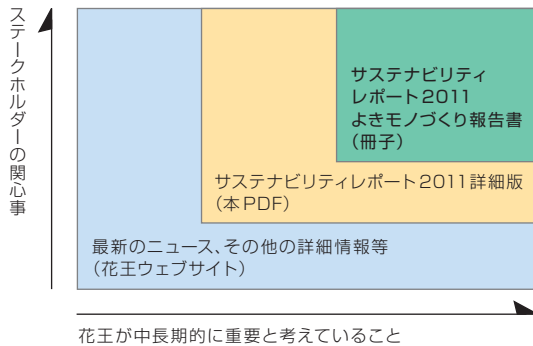 ステークホルダーの関心事
サステナビリティ
レポート2011
よきモノづくり報告書
（冊子）
サステナビリティレポート2011詳細版
（本PDF）
最新のニュース、その他の詳細情報等
（花王ウェブサイト）
花王が中長期的に重要と考えていること